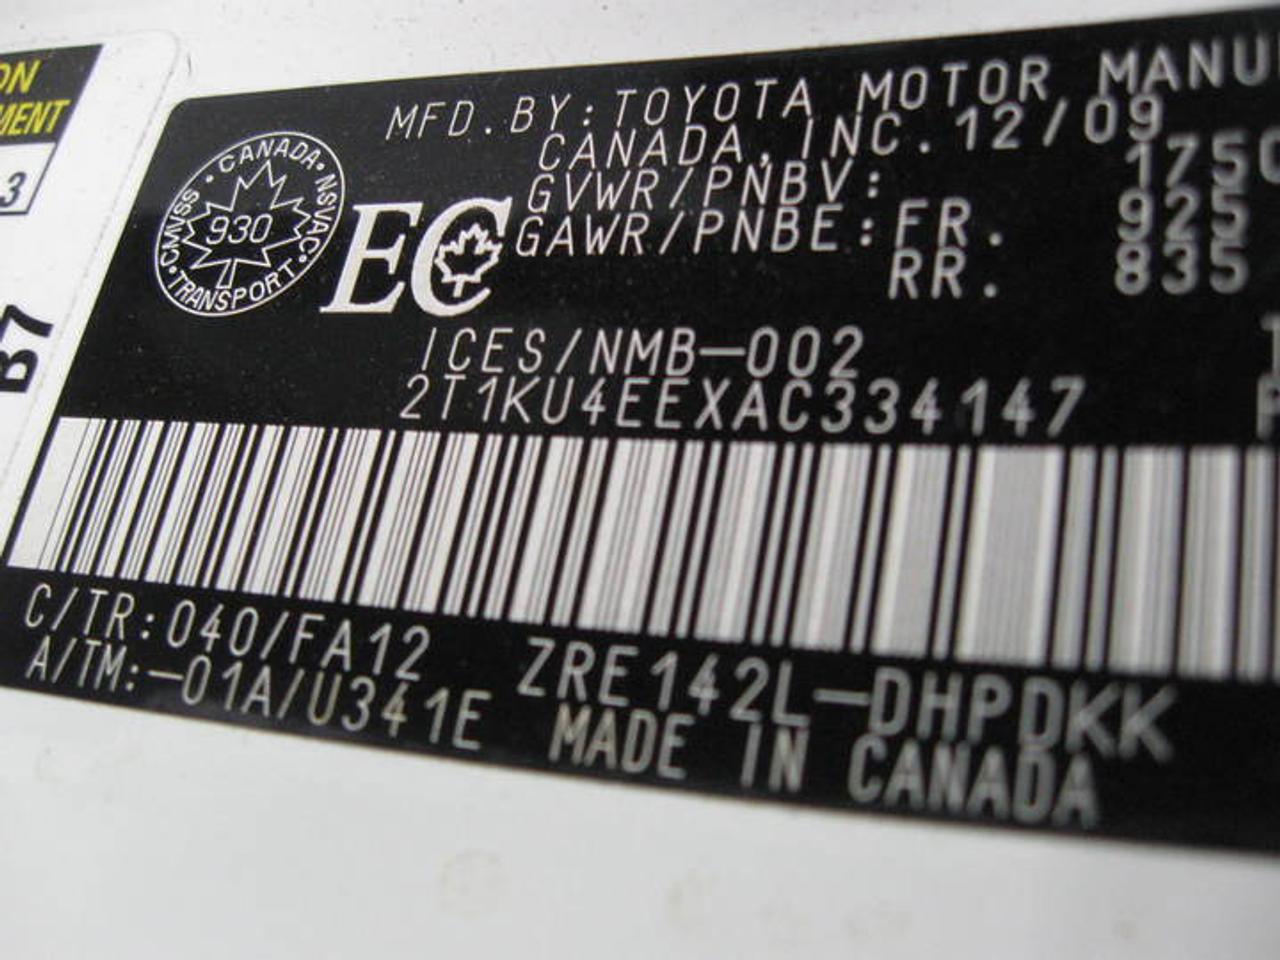 ON
MENT
3
B7
MFD.BY:TOYOTA MOTOR MANU
CANADA, INC. 12/09
GVWR/PNBV: 1750
GAWR/PNBE:FR. 925
RR. 835
CANADA NSVAC TRANSPORT CMVSS
930
EC
ICES/NMB-002
2T1KU4EEXAC334147
C/TR:040/FA12 ZRE142L-DHPDKK
A/TM:-01A/U341E MADE IN CANADA